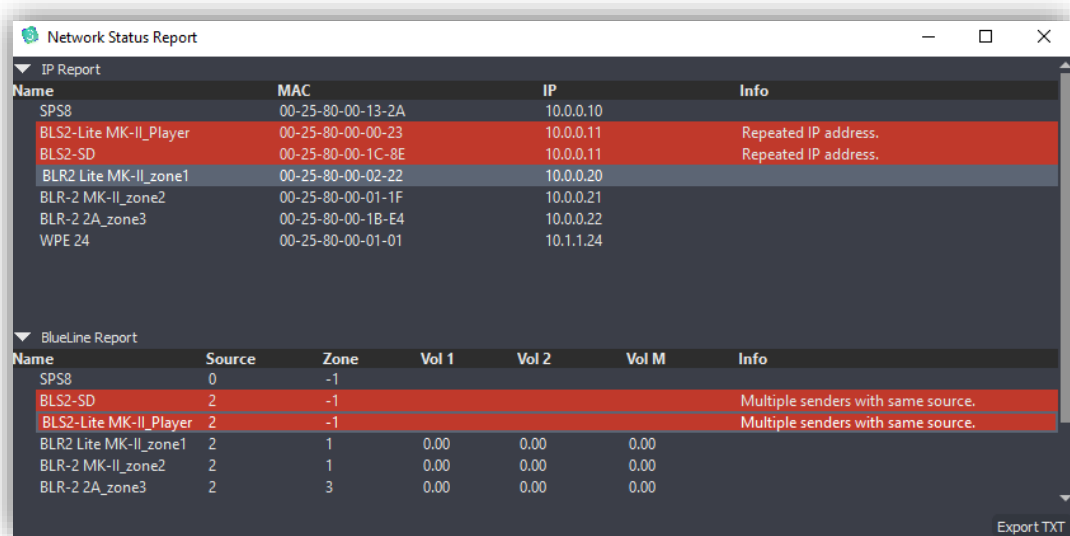 Network Status Report
IP Report
Name MAC IP Info
SPS8 00-25-80-00-13-2A 10.0.0.10
BLS2-Lite MK-II_Player 00-25-80-00-00-23 10.0.0.11 Repeated IP address.
BLS2-SD 00-25-80-00-1C-8E 10.0.0.11 Repeated IP address.
BLR2 Lite MK-II_zone1 00-25-80-00-02-22 10.0.0.20
BLR-2 MK-II_zone2 00-25-80-00-01-1F 10.0.0.21
BLR-2 2A_zone3 00-25-80-00-1B-E4 10.0.0.22
WPE 24 00-25-80-00-01-01 10.1.1.24
BlueLine Report
Name Source Zone Vol 1 Vol 2 Vol M Info
SPS8 0 -1
BLS2-SD 2 -1 Multiple senders with same source.
BLS2-Lite MK-II_Player 2 -1 Multiple senders with same source.
BLR2 Lite MK-II_zone1 2 1 0.00 0.00 0.00
BLR-2 MK-II_zone2 2 1 0.00 0.00 0.00
BLR-2 2A_zone3 2 3 0.00 0.00 0.00
Export TXT